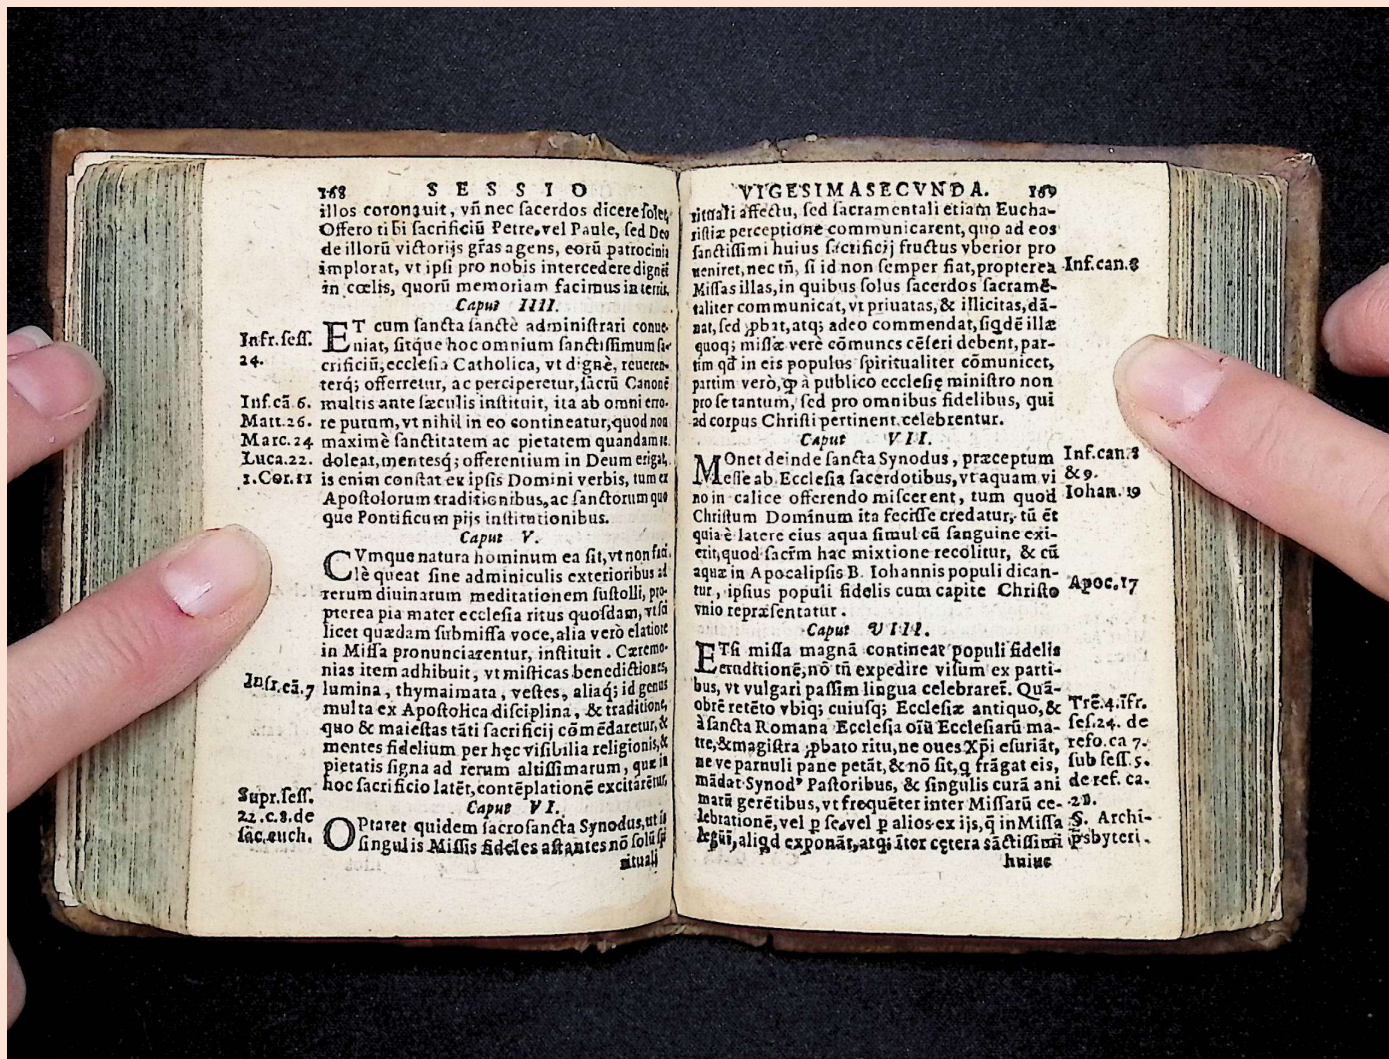 168 SESSIO
illos coronauit, vñ nec sacerdos dicere solet,
Offero tibi sacrificiũ Petre, vel Paule, sed Deo
de illorũ victorijs grãs agens, eorũ patrocinia
implorat, vt ipsi pro nobis intercedere dignẽt
in cœlis, quorũ memoriam facimus in terris.
Caput IIII.
ET cum sancta sanctè administrari conue-
niat, sitque hoc omnium sanctissimum sa-
crificiũ, ecclesia Catholica, vt dignè, reueren-
terq; offerretur, ac perciperetur, sacrũ Canonẽ
multis ante sæculis instituit, ita ab omni erro-
re purum, vt nihil in eo contineatur, quod non
maximè sanctitatem ac pietatem quandam re-
doleat, mentesq; offerentium in Deum erigat,
is enim constat ex ipsis Domini verbis, tum ex
Apostolorum traditionibus, ac sanctorum quo
que Pontificum pijs institutionibus.
Caput V.
CVmque natura hominum ea sit, vt non faci
lè queat sine adminiculis exterioribus ad
rerum diuinarum meditationem sustolli, pro-
pterea pia mater ecclesia ritus quosdam, vt sci
licet quædam submissa voce, alia verò elatiore
in Missa pronunciarentur, instituit. Cæremo-
nias item adhibuit, vt misticas benedictiones,
lumina, thymaimata, vestes, aliaq; id genus
multa ex Apostolica disciplina, & traditione,
quo & maiestas tãti sacrificij cõmẽdaretur, &
mentes fidelium per hęc visibilia religionis, &
pietatis signa ad rerum altissimarum, quæ in
hoc sacrificio latẽt, contẽplationẽ excitarẽtur,
Caput VI.
OPtaret quidem sacrosancta Synodus, ut in
singulis Missis fideles astantes nõ solũ spi
rituali
Infr. sess.
24.
Inf. cã. 6.
Matt. 26.
Marc. 24
Luca. 22.
1. Cor. 11
Infr. cã. 7
Supr. sess.
22. c. 8. de
sac. euch.
VIGESIMASECVNDA. 169
rituali affectu, sed sacramentali etiam Eucha-
ristiæ perceptione communicarent, quo ad eos
sanctissimi huius sacrificij fructus vberior pro
ueniret, nec tñ, si id non semper fiat, propterea
Missas illas, in quibus solus sacerdos sacramẽ-
taliter communicat, vt priuatas, & illicitas, dã-
nat, sed ꝓbat, atq; adeo commendat, siqdẽ illæ
quoq; missæ verè cõmunes cẽseri debent, par-
tim qđ in eis populus spiritualiter cõmunicet,
partim verò, ꝙ à publico ecclesię ministro non
pro se tantum, sed pro omnibus fidelibus, qui
ad corpus Christi pertinent celebrentur.
Caput VII.
MOnet deinde sancta Synodus, præceptum
esse ab Ecclesia sacerdotibus, vt aquam vi
no in calice offerendo miscerent, tum quod
Christum Dominum ita fecisse credatur, tũ ẽt
quia è latere eius aqua simul cũ sanguine exi-
erit, quod sacr̃m hac mixtione recolitur, & cũ
aquæ in Apocalipsis B. Iohannis populi dican-
tur, ipsius populi fidelis cum capite Christo
vnio repræsentatur.
Caput VIII.
ETsi missa magnã contineat populi fidelis
eruditionẽ, nõ tñ expedire visum ex parti-
bus, vt vulgari passim lingua celebraret̃. Quã-
obrẽ retẽto vbiq; cuiusq; Ecclesiæ antiquo, &
à sancta Romana Ecclesia oĩũ Ecclesiarũ ma-
tre, & magistra ꝓbato ritu, ne oues Xp̃i esuriãt,
ne ve paruuli pane petãt, & nõ sit, q frãgat eis,
mãdat Synodꝰ Pastoribus, & singulis curã ani
marũ gerẽtibus, vt frequẽter inter Missarũ ce-
lebrationẽ, vel p̱ se, vel p̱ alios ex ijs, q̃ in Missa
legũt, aliqd exponãt, atq; ĩter cętera sãctissimi
huius
Inf. can. 8
Inf. can. 8
& 9.
Iohan. 19
Apoc. 17
Trẽ. 4. ĩfr.
ses. 24. de
refo. ca 7.
sub sess. 5.
de ref. ca.
21.
§. Archi-
p̃sbyteri.